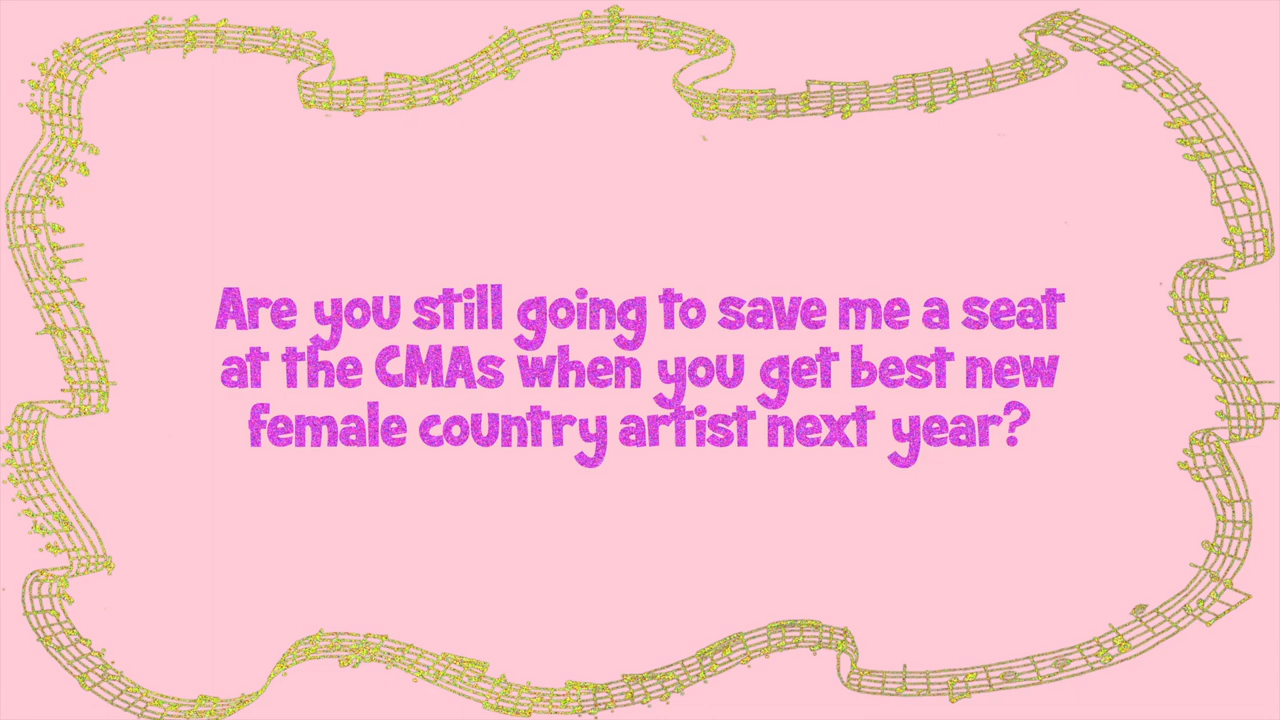 Are you still going to save me a seat
at the CMAs when you get best new
female country artist next year?